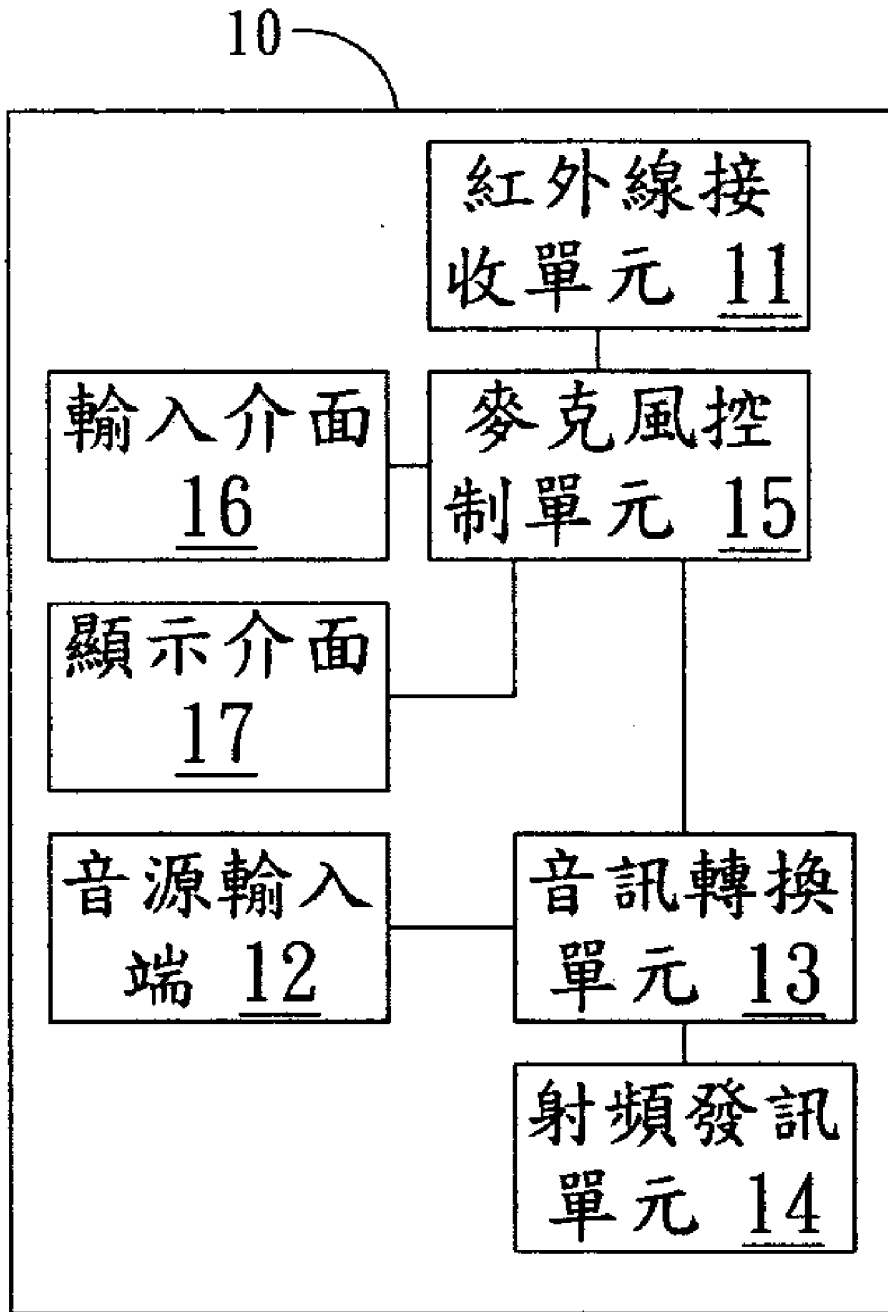 10
紅外線接
收單元 11
輸入介面
16
麥克風控
制單元 15
顯示介面
17
音源輸入
端 12
音訊轉換
單元 13
射頻發訊
單元 14